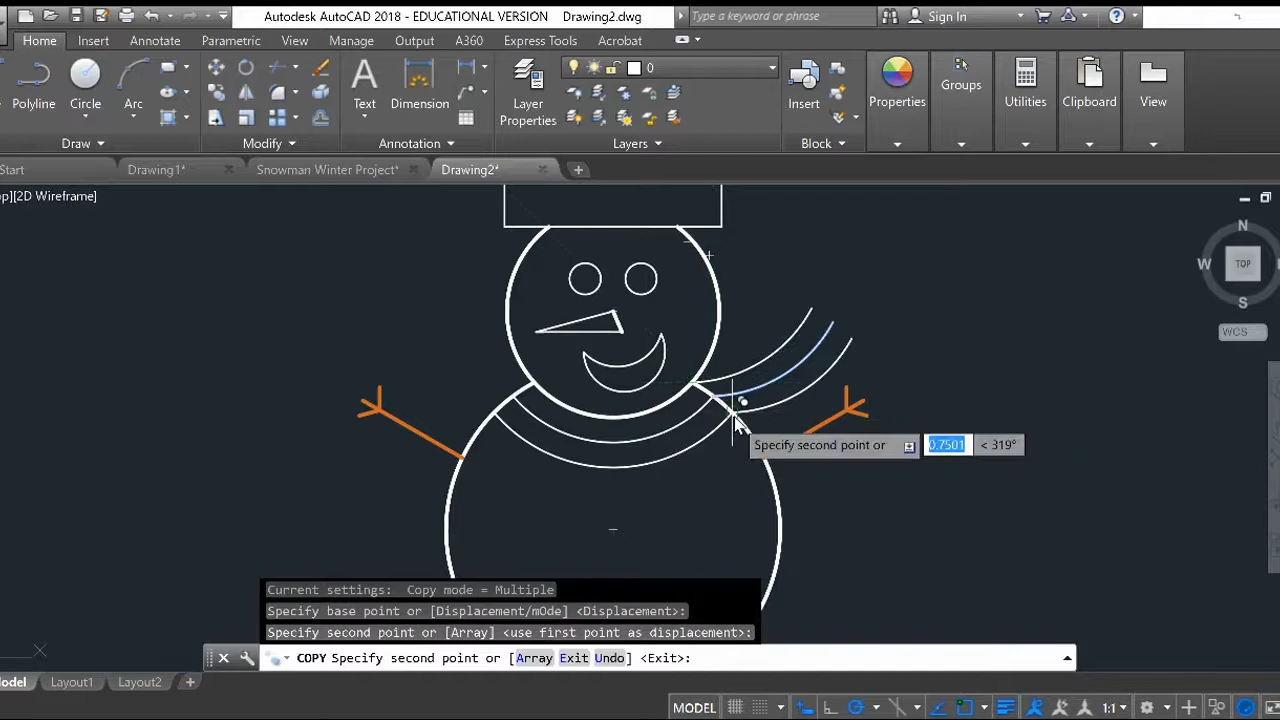 Autodesk AutoCAD 2018 - EDUCATIONAL VERSION Drawing2.dwg
Type a keyword or phrase
Sign In
Home Insert Annotate Parametric View Manage Output A360 Express Tools Acrobat
0
Polyline Circle Arc
Text Dimension
Layer
Properties
Insert
Properties Groups Utilities Clipboard View
Draw Modify Annotation Layers Block
Start Drawing1* Snowman Winter Project* Drawing2*
op][2D Wireframe]
N
W TOP
S
WCS
Specify second point or 0.7501 < 319°
Current settings: Copy mode = Multiple
Specify base point or [Displacement/mOde] <Displacement>:
Specify second point or [Array] <use first point as displacement>:
COPY Specify second point or [Array Exit Undo] <Exit>:
Model Layout1 Layout2
MODEL 1:1